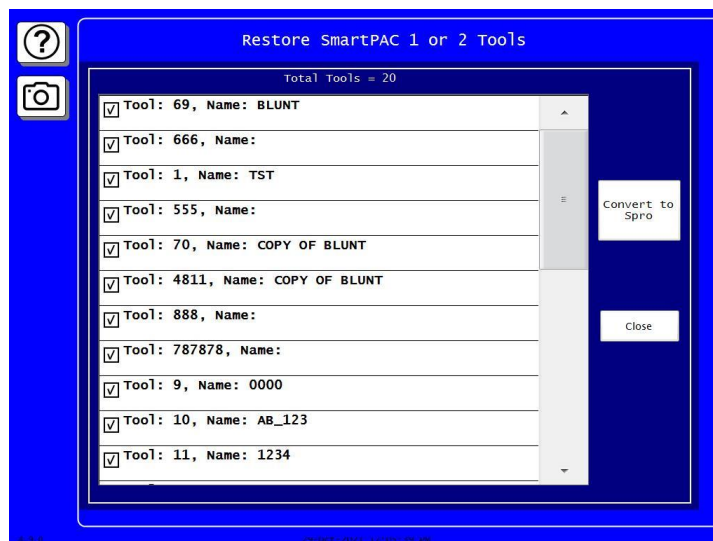 Restore SmartPAC 1 or 2 Tools
Total Tools = 20
Tool: 69, Name: BLUNT
Tool: 666, Name:
Tool: 1, Name: TST
Tool: 555, Name:
Tool: 70, Name: COPY OF BLUNT
Tool: 4811, Name: COPY OF BLUNT
Tool: 888, Name:
Tool: 787878, Name:
Tool: 9, Name: 0000
Tool: 10, Name: AB_123
Tool: 11, Name: 1234
Convert to
Spro
Close